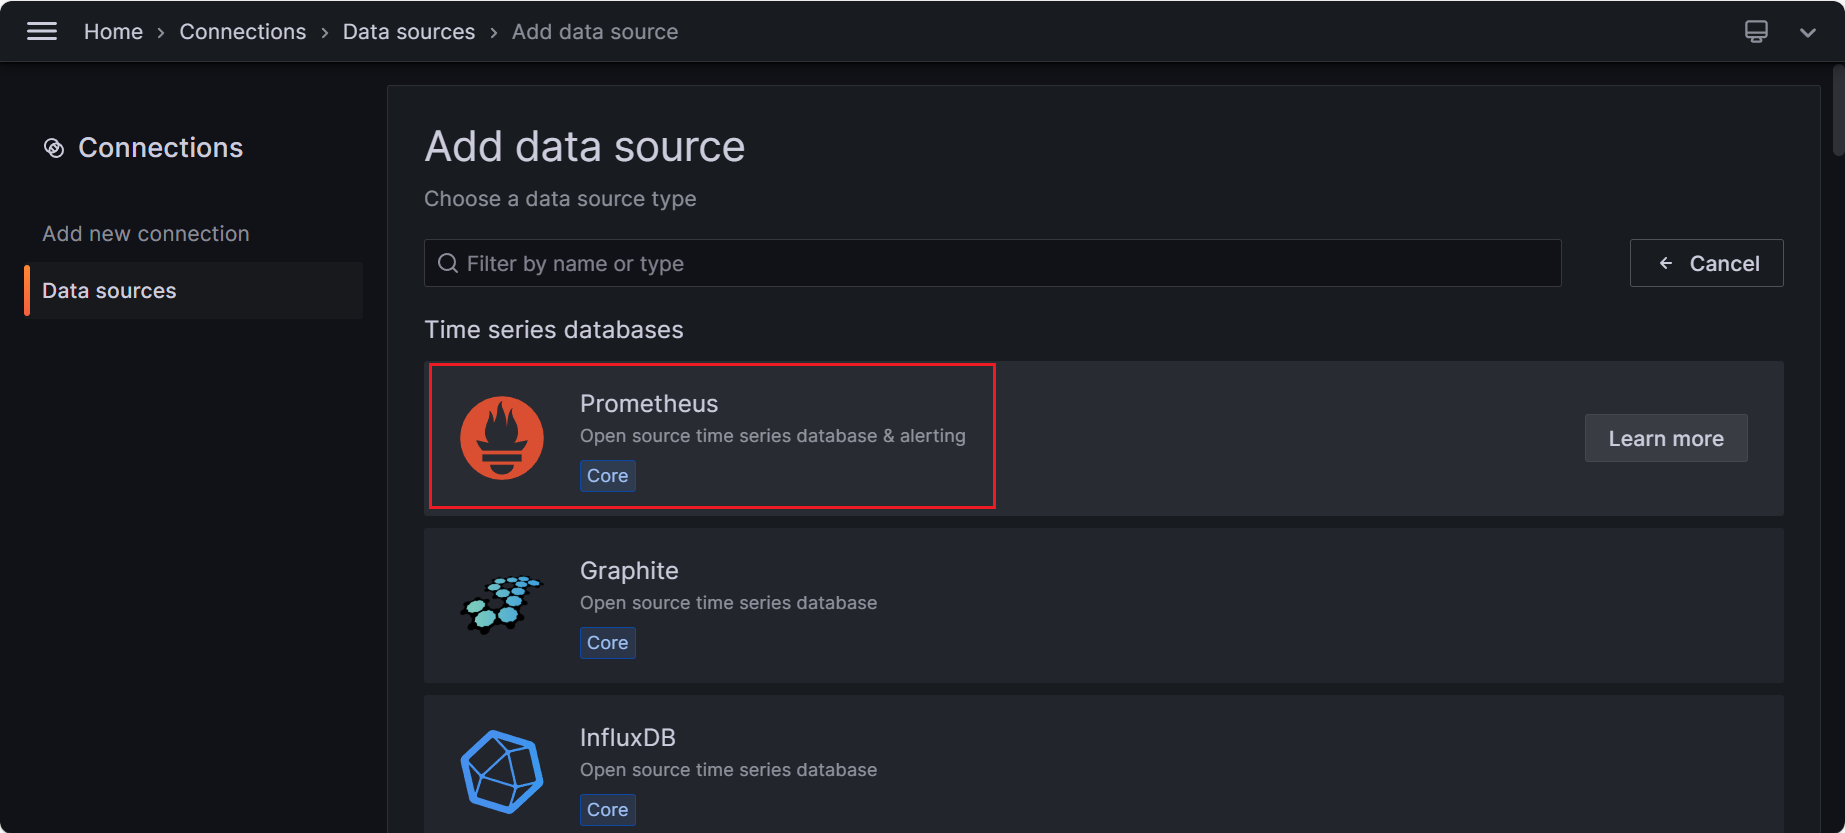 Home › Connections › Data sources › Add data source
Connections
Add new connection
Data sources
Add data source
Choose a data source type
Filter by name or type
← Cancel
Time series databases
Prometheus
Open source time series database & alerting
Core
Learn more
Graphite
Open source time series database
Core
InfluxDB
Open source time series database
Core